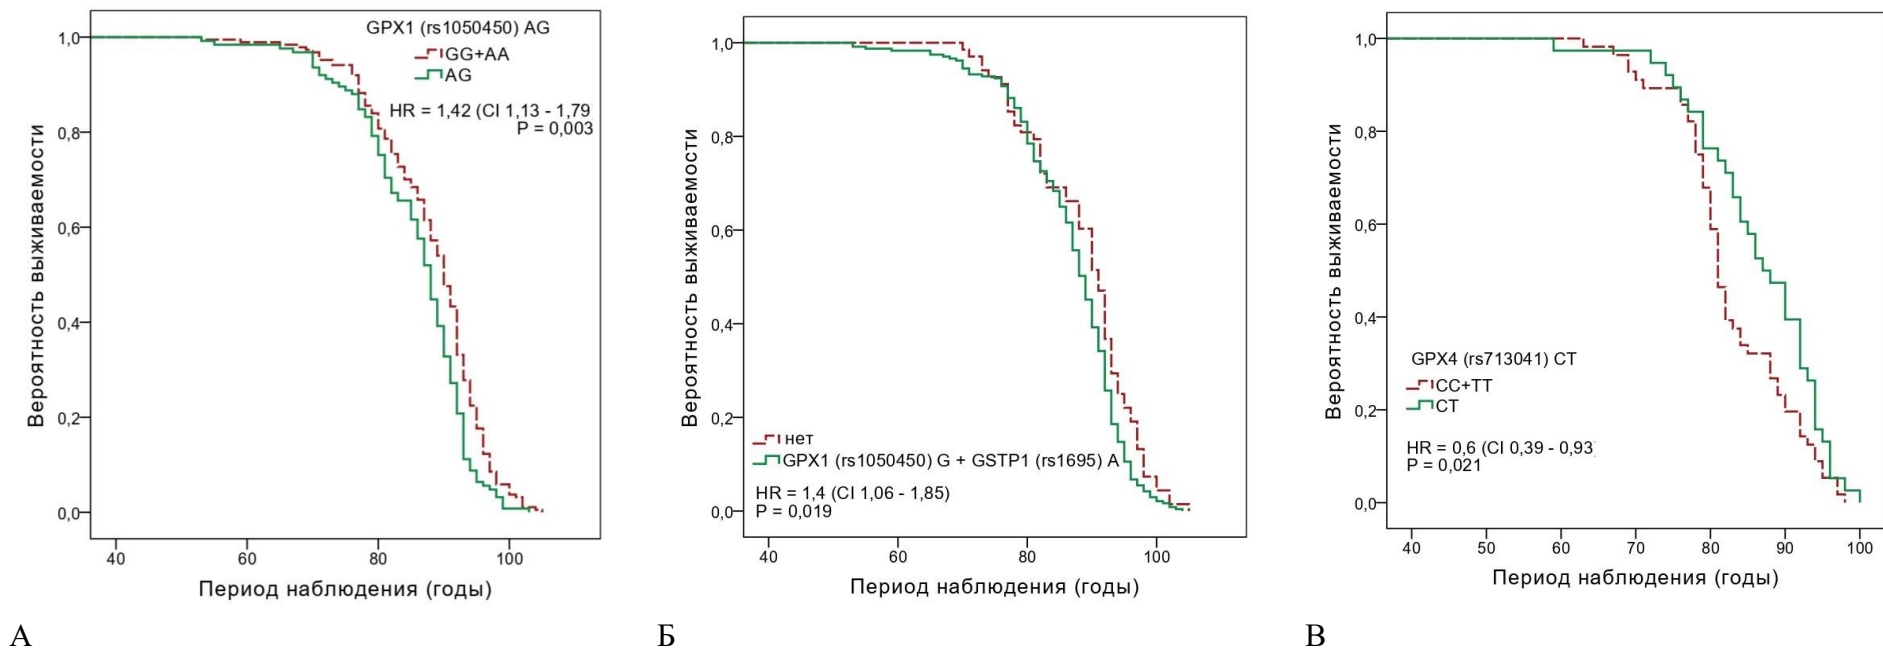 GPX1 (rs1050450) AG
GG+AA
AG
HR = 1,42 (CI 1,13 - 1,79
P = 0,003
Вероятность выживаемости
1,0
0,8
0,6
0,4
0,2
0,0
40 60 80 100
Период наблюдения (годы)
А
Вероятность выживаемости
1,0
0,8
0,6
0,4
0,2
0,0
нет
GPX1 (rs1050450) G + GSTP1 (rs1695) A
HR = 1,4 (CI 1,06 - 1,85)
P = 0,019
40 60 80 100
Период наблюдения (годы)
Б
Вероятность выживаемости
1,0
0,8
0,6
0,4
0,2
0,0
GPX4 (rs713041) CT
CC+TT
CT
HR = 0,6 (CI 0,39 - 0,93
P = 0,021
40 50 60 70 80 90 100
Период наблюдения (годы)
В